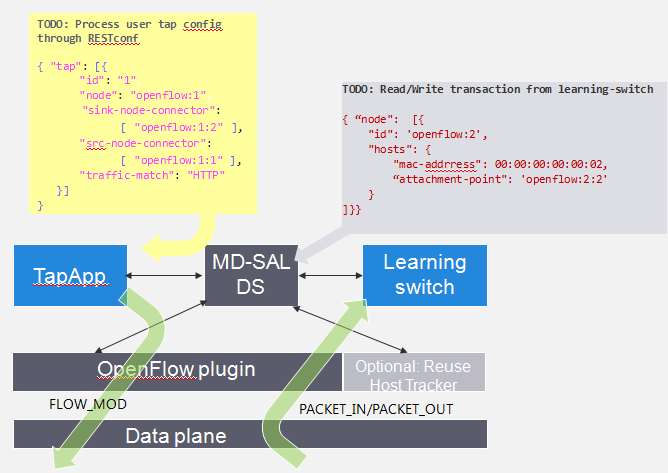 TODO: Process user tap config
through RESTconf
{ "tap": [{
"id": "1"
"node": "openflow:1"
"sink-node-connector":
[ "openflow:1:2" ],
"src-node-connector":
[ "openflow:1:1" ],
"traffic-match": "HTTP"
}]
}
TODO: Read/Write transaction from learning-switch
{ “node":  [{
"id": 'openflow:2',
"hosts": {
"mac-addrress": 00:00:00:00:00:02,
“attachment-point": 'openflow:2:2'
}
]}}
TapApp
MD-SAL
DS
Learning
switch
OpenFlow plugin
Optional: Reuse
Host Tracker
FLOW_MOD
PACKET_IN/PACKET_OUT
Data plane